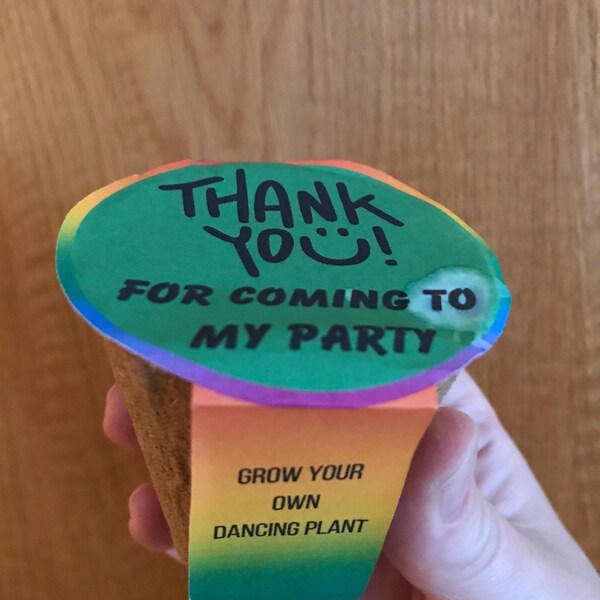 THANK
YOU!
FOR COMING TO
MY PARTY
GROW YOUR
OWN
DANCING PLANT